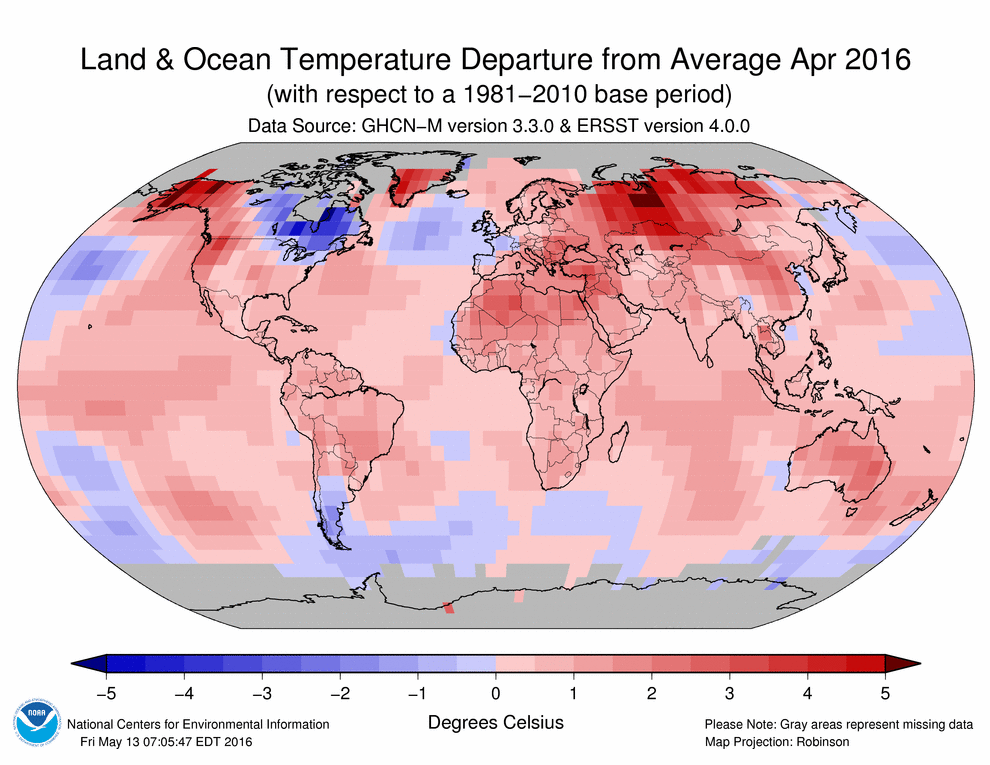 Land & Ocean Temperature Departure from Average Apr 2016
(with respect to a 1981−2010 base period)
Data Source: GHCN−M version 3.3.0 & ERSST version 4.0.0
−5 −4 −3 −2 −1 0 1 2 3 4 5
Degrees Celsius
NOAA
National Centers for Environmental Information
Fri May 13 07:05:47 EDT 2016
Please Note: Gray areas represent missing data
Map Projection: Robinson